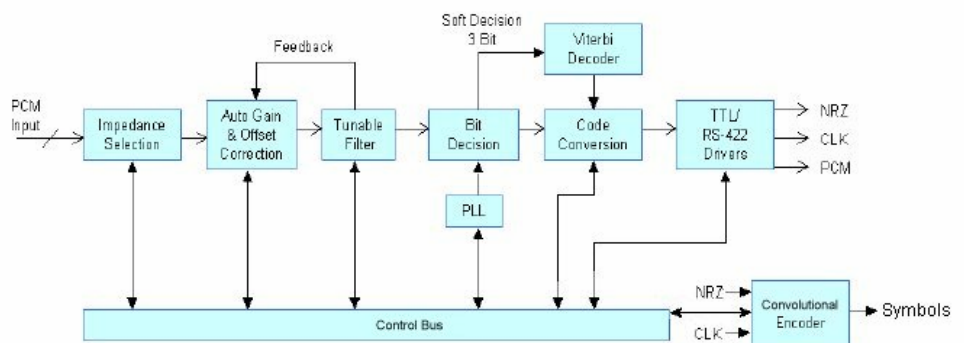 Soft Decision
3 Bit
Viterbi
Decoder
Feedback
PCM
Input
Impedance
Selection
Auto Gain
& Offset
Correction
Tunable
Filter
Bit
Decision
Code
Conversion
TTL/
RS-422
Drivers
NRZ
CLK
PCM
PLL
Control Bus
NRZ
CLK
Convolutional
Encoder
Symbols